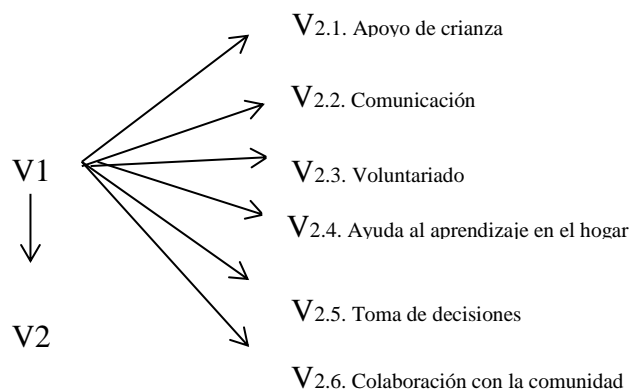 V2.1. Apoyo de crianza
V2.2. Comunicación
V1
V2.3. Voluntariado
V2.4. Ayuda al aprendizaje en el hogar
V2
V2.5. Toma de decisiones
V2.6. Colaboración con la comunidad